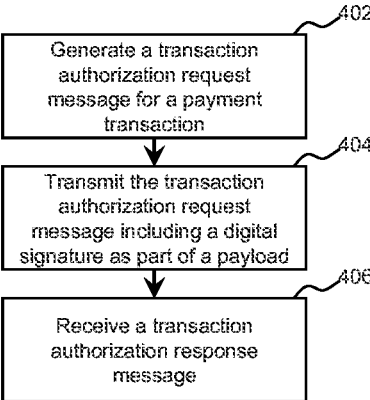 402
Generate a transaction
authorization request
message for a payment
transaction
404
Transmit the transaction
authorization request
message including a digital
signature as part of a payload
406
Receive a transaction
authorization response
message